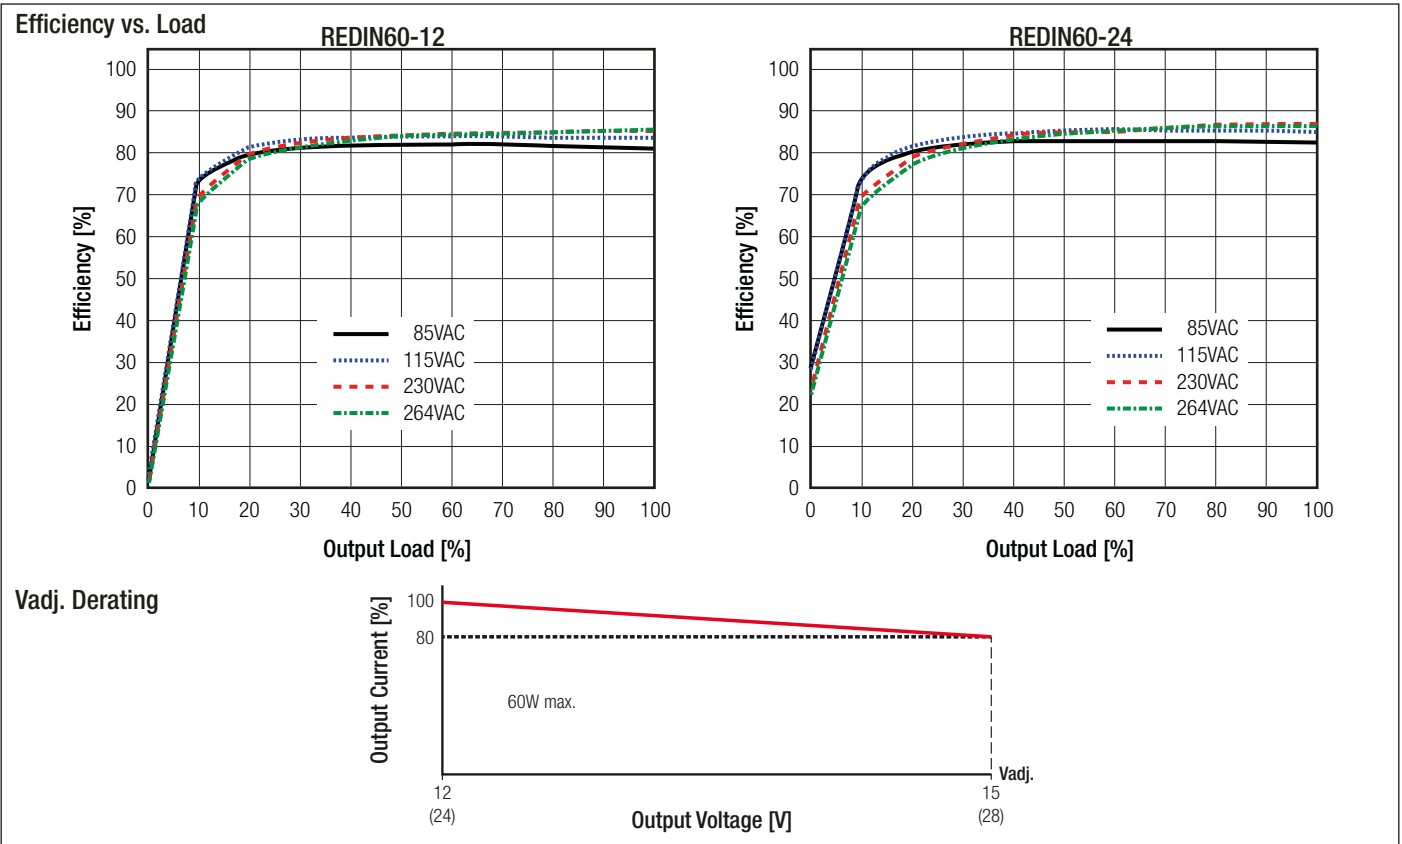 Efficiency vs. Load
REDIN60-12
Efficiency [%]
100
90
80
70
60
50
40
30
20
10
0
85VAC
115VAC
230VAC
264VAC
0 10 20 30 40 50 60 70 80 90 100
Output Load [%]
REDIN60-24
Efficiency [%]
100
90
80
70
60
50
40
30
20
10
0
85VAC
115VAC
230VAC
264VAC
0 10 20 30 40 50 60 70 80 90 100
Output Load [%]
Vadj. Derating
Output Current [%]
100
80
60W max.
Vadj.
12 15
(24) (28)
Output Voltage [V]